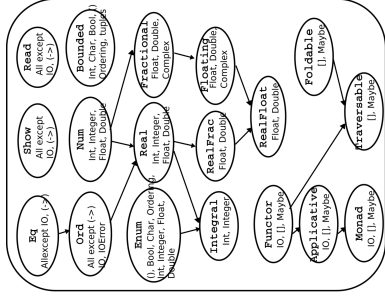 Eq
Allexcept IO, (->)
Show
All except
IO, (->)
Read
All except
IO, (->)
Ord
All except (->)
IO, IOError
Num
Int, Integer,
Float, Double
Bounded
Int, Char, Bool, ()
Ordering, tuples
Enum
(), Bool, Char, Ordering,
Int, Integer, Float,
Double
Real
Int, Integer,
Float, Double
Fractional
Float, Double,
Complex
Integral
Int, Integer
RealFrac
Float, Double
Floating
Float, Double,
Complex
RealFloat
Float, Double
Functor
IO, [], Maybe
Applicative
IO, [], Maybe
Monad
IO, [], Maybe
Foldable
[], Maybe
Traversable
[], Maybe